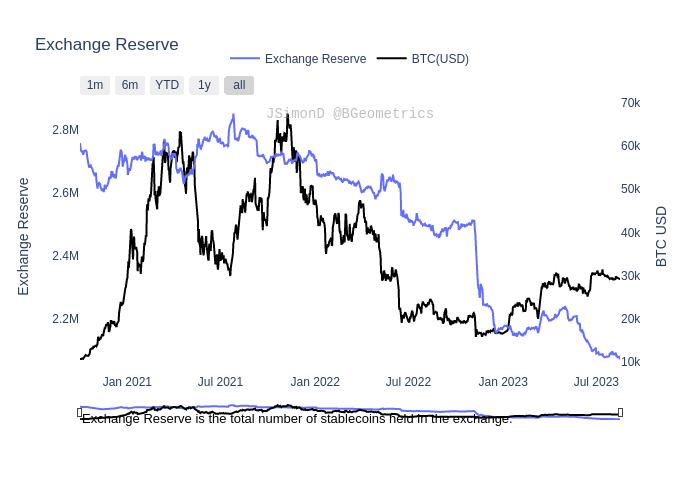 Exchange Reserve
Exchange Reserve BTC(USD)
1m 6m YTD 1y all
JSimonD @BGeometrics
70k
2.8M 60k
2.6M 50k
2.4M 40k
30k
2.2M 20k
10k
Exchange Reserve
BTC USD
Jan 2021 Jul 2021 Jan 2022 Jul 2022 Jan 2023 Jul 2023
Exchange Reserve is the total number of stablecoins held in the exchange.